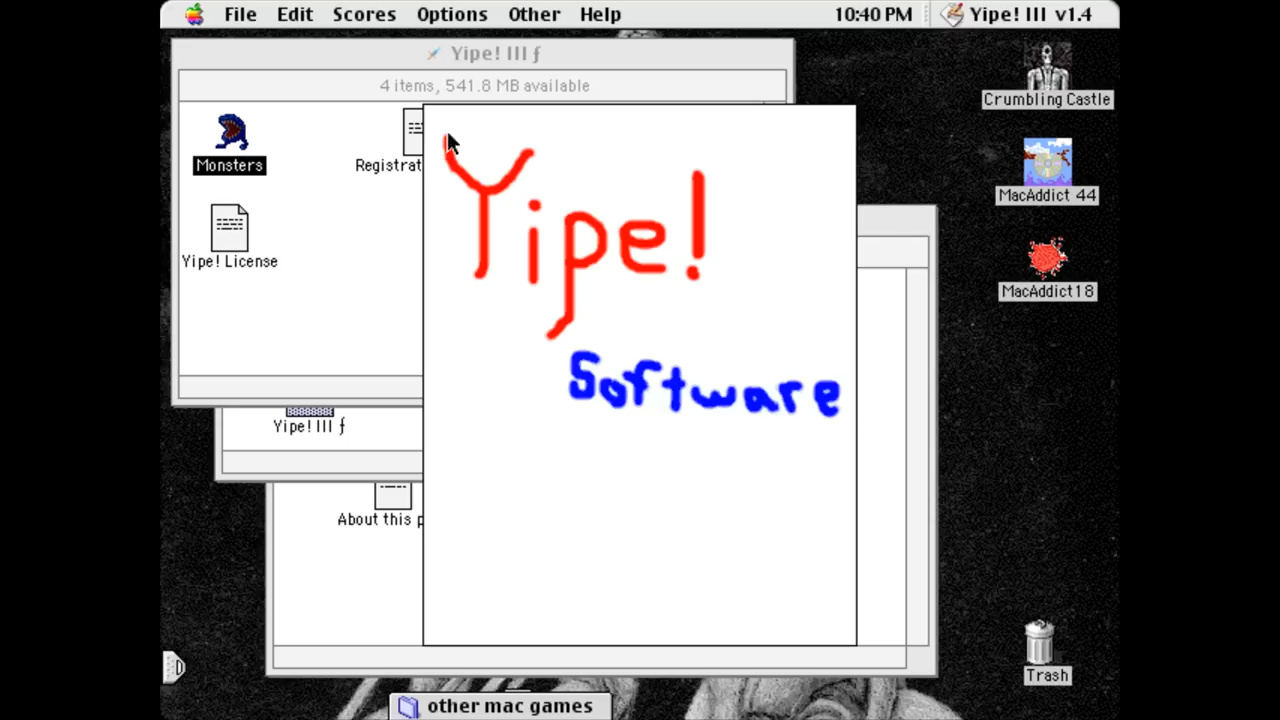 File Edit Scores Options Other Help 10:40 PM Yipe! III v1.4
Yipe! III ƒ
4 items, 541.8 MB available
Monsters
Registrat
Yipe! License
Yipe!
Software
Yipe! III ƒ
About this p
Crumbling Castle
MacAddict 44
MacAddict18
Trash
other mac games